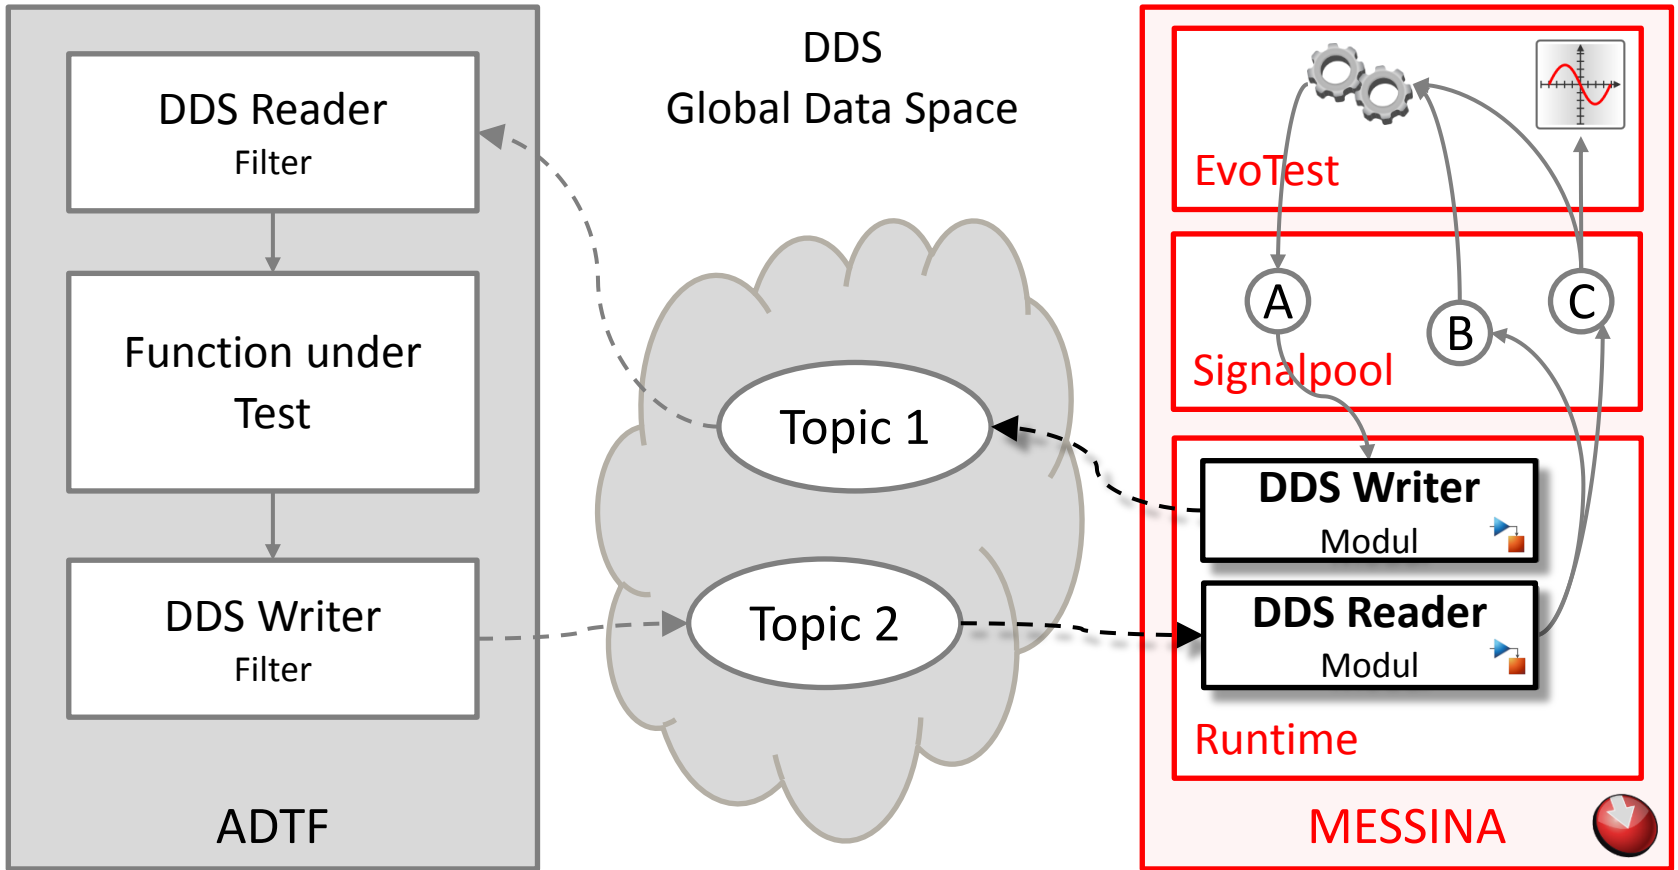 DDS Reader
Filter
Function under
Test
DDS Writer
Filter
ADTF
DDS
Global Data Space
Topic 1
Topic 2
EvoTest
A
B
C
Signalpool
DDS Writer
Modul
DDS Reader
Modul
Runtime
MESSINA